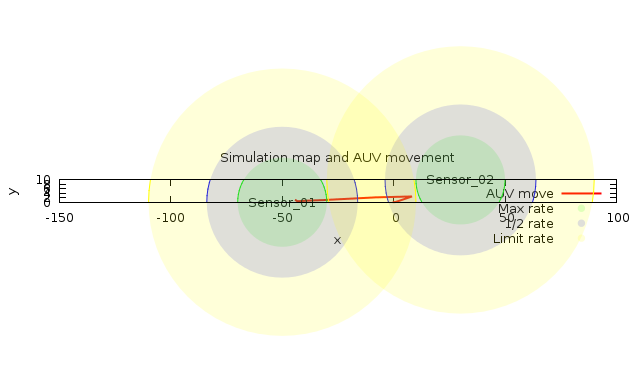 Simulation map and AUV movement
y
10
8
6
4
2
0
Sensor_02
Sensor_01
AUV move
Max rate
1/2 rate
Limit rate
-150 -100 -50 0 50 100
x